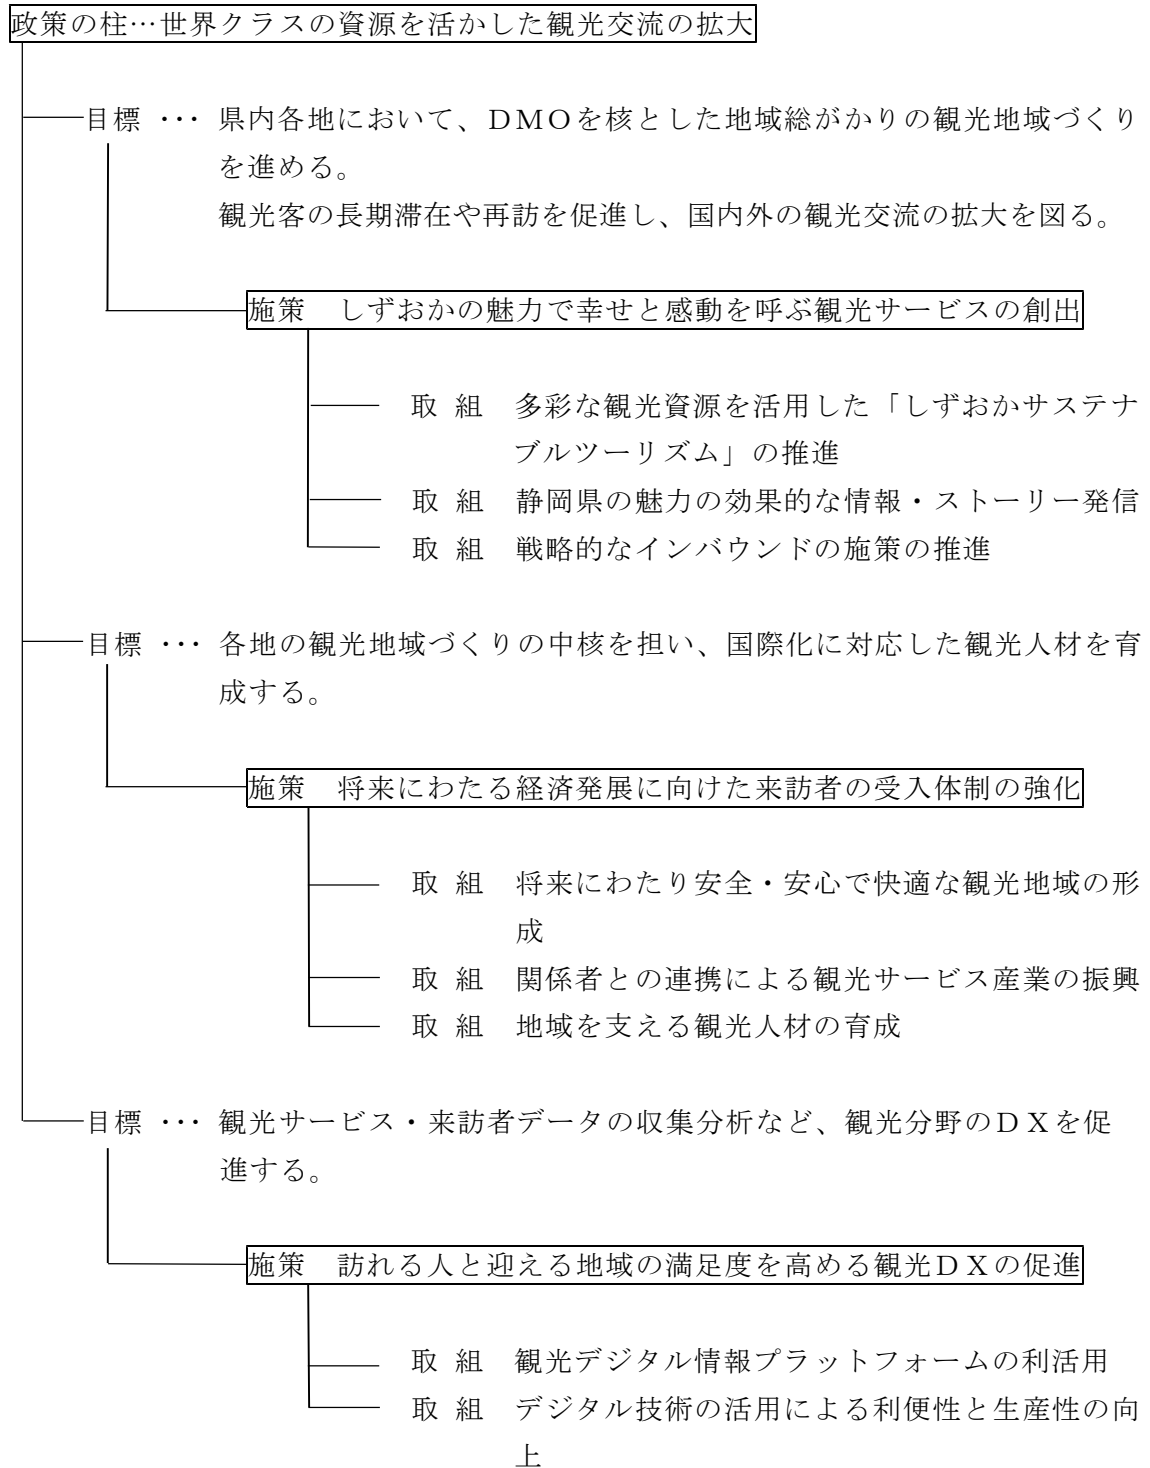 政策の柱…世界クラスの資源を活かした観光交流の拡大
目標 ･･･ 県内各地において、ＤＭＯを核とした地域総がかりの観光地域づくり
を進める。
観光客の長期滞在や再訪を促進し、国内外の観光交流の拡大を図る。
施策　しずおかの魅力で幸せと感動を呼ぶ観光サービスの創出
取 組　多彩な観光資源を活用した「しずおかサステナ
ブルツーリズム」の推進
取 組　静岡県の魅力の効果的な情報・ストーリー発信
取 組　戦略的なインバウンドの施策の推進
目標 ･･･ 各地の観光地域づくりの中核を担い、国際化に対応した観光人材を育
成する。
施策　将来にわたる経済発展に向けた来訪者の受入体制の強化
取 組　将来にわたり安全・安心で快適な観光地域の形
成
取 組　関係者との連携による観光サービス産業の振興
取 組　地域を支える観光人材の育成
目標 ･･･ 観光サービス・来訪者データの収集分析など、観光分野のＤＸを促
進する。
施策　訪れる人と迎える地域の満足度を高める観光ＤＸの促進
取 組　観光デジタル情報プラットフォームの利活用
取 組　デジタル技術の活用による利便性と生産性の向
上